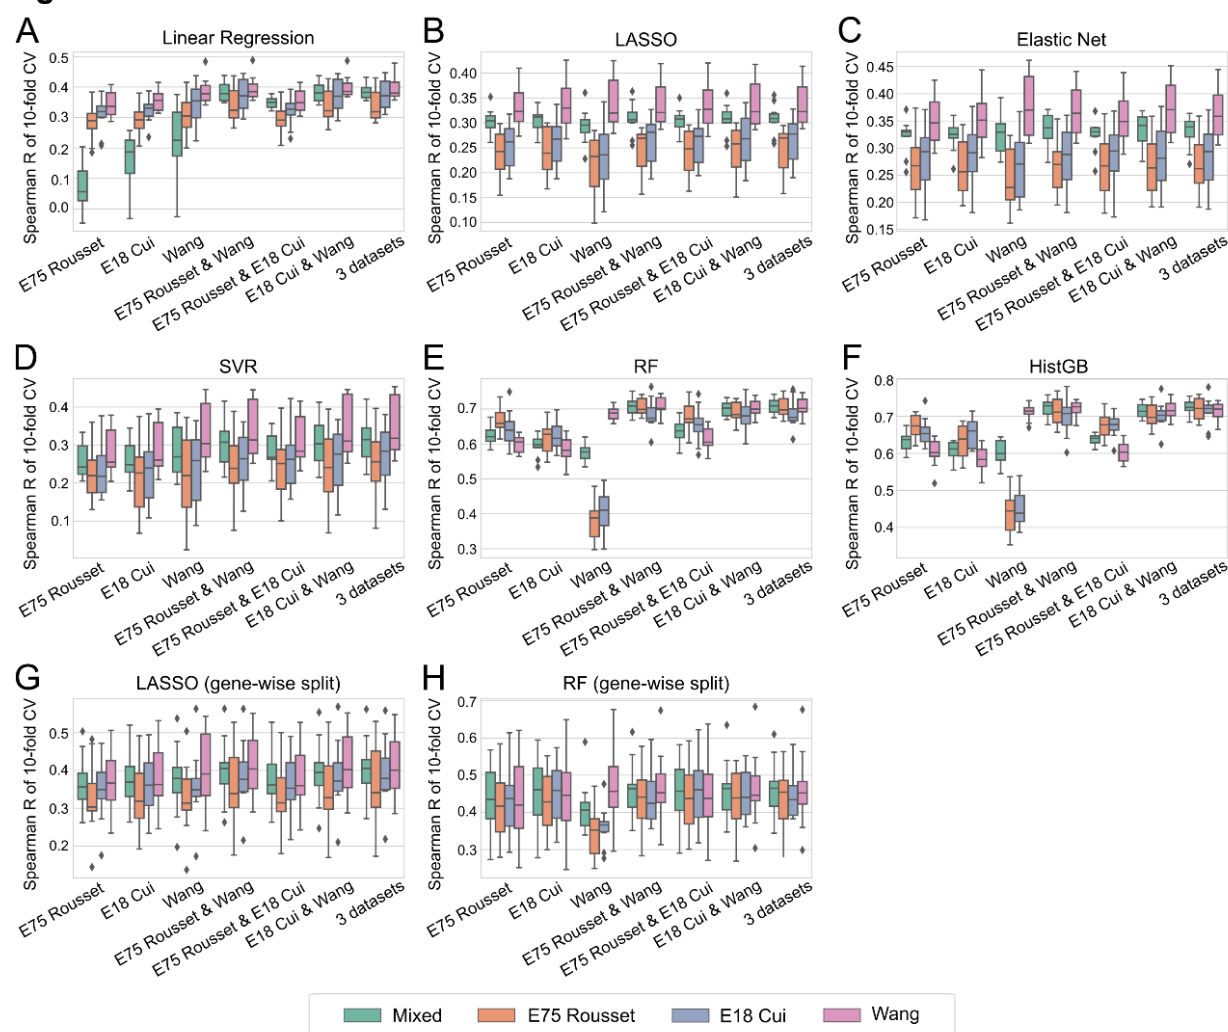 A
Linear Regression
Spearman R of 10-fold CV
0.5
0.4
0.3
0.2
0.1
0.0
E75 Rousset
E18 Cui
Wang
E75 Rousset & Wang
E75 Rousset & E18 Cui
E18 Cui & Wang
3 datasets
B
LASSO
Spearman R of 10-fold CV
0.40
0.35
0.30
0.25
0.20
0.15
0.10
E75 Rousset
E18 Cui
Wang
E75 Rousset & Wang
E75 Rousset & E18 Cui
E18 Cui & Wang
3 datasets
C
Elastic Net
Spearman R of 10-fold CV
0.45
0.40
0.35
0.30
0.25
0.20
0.15
E75 Rousset
E18 Cui
Wang
E75 Rousset & Wang
E75 Rousset & E18 Cui
E18 Cui & Wang
3 datasets
D
SVR
Spearman R of 10-fold CV
0.4
0.3
0.2
0.1
E75 Rousset
E18 Cui
Wang
E75 Rousset & Wang
E75 Rousset & E18 Cui
E18 Cui & Wang
3 datasets
E
RF
Spearman R of 10-fold CV
0.7
0.6
0.5
0.4
0.3
E75 Rousset
E18 Cui
Wang
E75 Rousset & Wang
E75 Rousset & E18 Cui
E18 Cui & Wang
3 datasets
F
HistGB
Spearman R of 10-fold CV
0.8
0.7
0.6
0.5
0.4
E75 Rousset
E18 Cui
Wang
E75 Rousset & Wang
E75 Rousset & E18 Cui
E18 Cui & Wang
3 datasets
G
LASSO (gene-wise split)
Spearman R of 10-fold CV
0.5
0.4
0.3
0.2
E75 Rousset
E18 Cui
Wang
E75 Rousset & Wang
E75 Rousset & E18 Cui
E18 Cui & Wang
3 datasets
H
RF (gene-wise split)
Spearman R of 10-fold CV
0.7
0.6
0.5
0.4
0.3
E75 Rousset
E18 Cui
Wang
E75 Rousset & Wang
E75 Rousset & E18 Cui
E18 Cui & Wang
3 datasets
Mixed E75 Rousset E18 Cui Wang